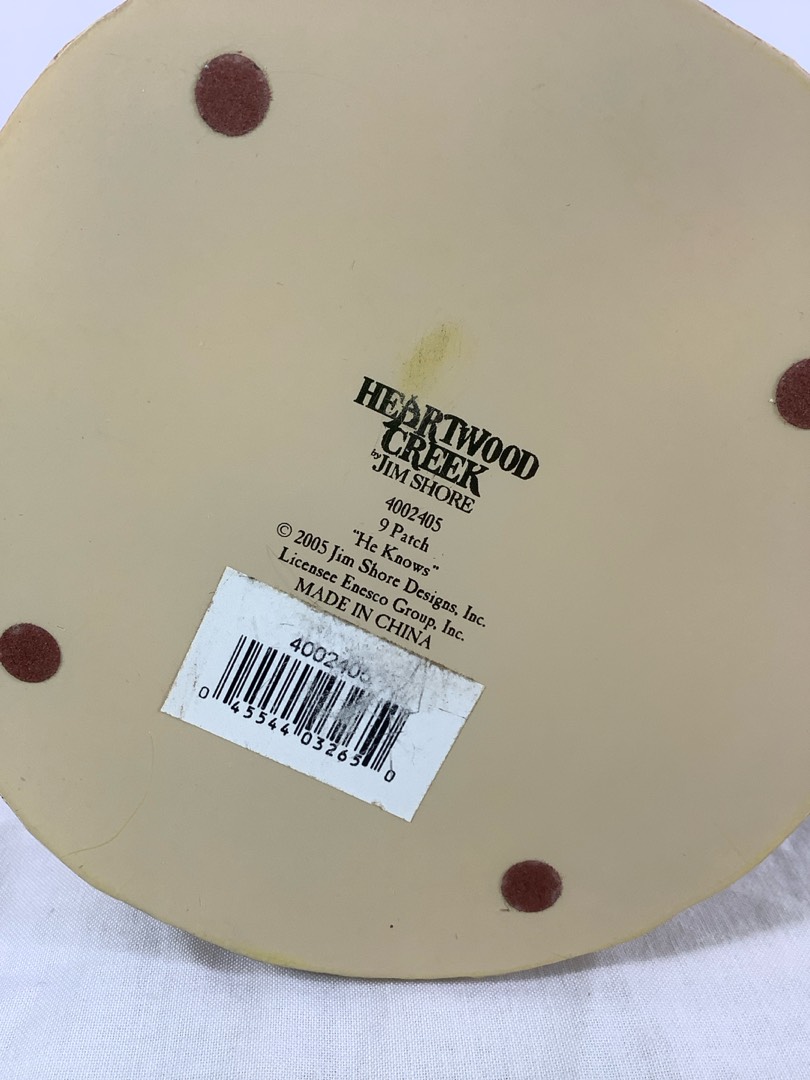 HEARTWOOD
CREEK
by JIM SHORE
4002405
9 Patch
"He Knows"
© 2005 Jim Shore Designs, Inc.
Licensee Enesco Group, Inc.
MADE IN CHINA
4002405
0 45544 03265 0